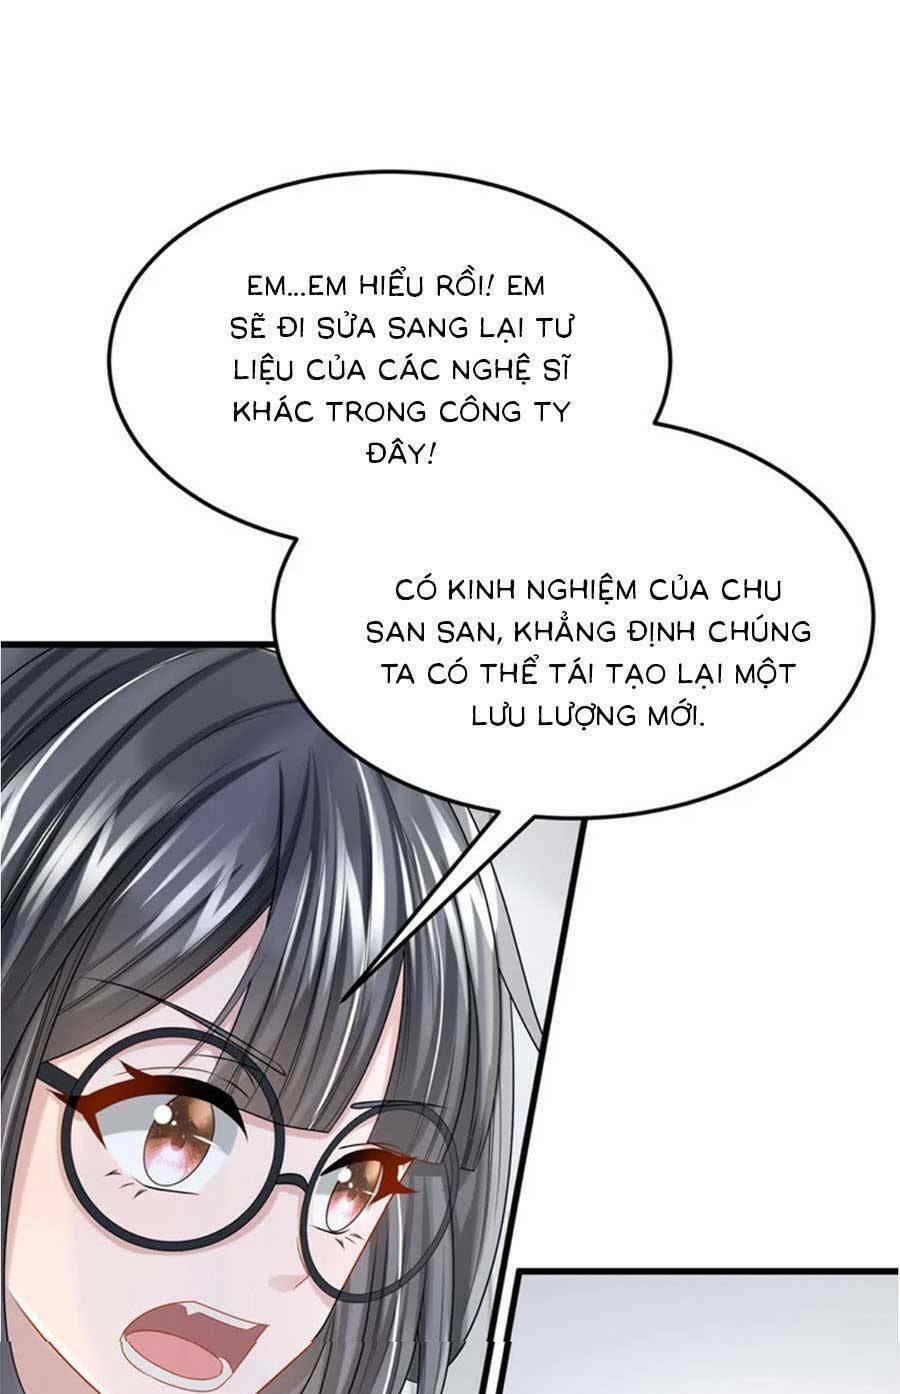 EM...EM HIỂU RỒI! EM
SẼ ĐI SỬA SANG LẠI TƯ
LIỆU CỦA CÁC NGHỆ SĨ
KHÁC TRONG CÔNG TY
ĐÂY!
CÓ KINH NGHIỆM CỦA CHU
SAN SAN, KHẲNG ĐỊNH CHÚNG
TA CÓ THỂ TÁI TẠO LẠI MỘT
LƯU LƯỢNG MỚI.